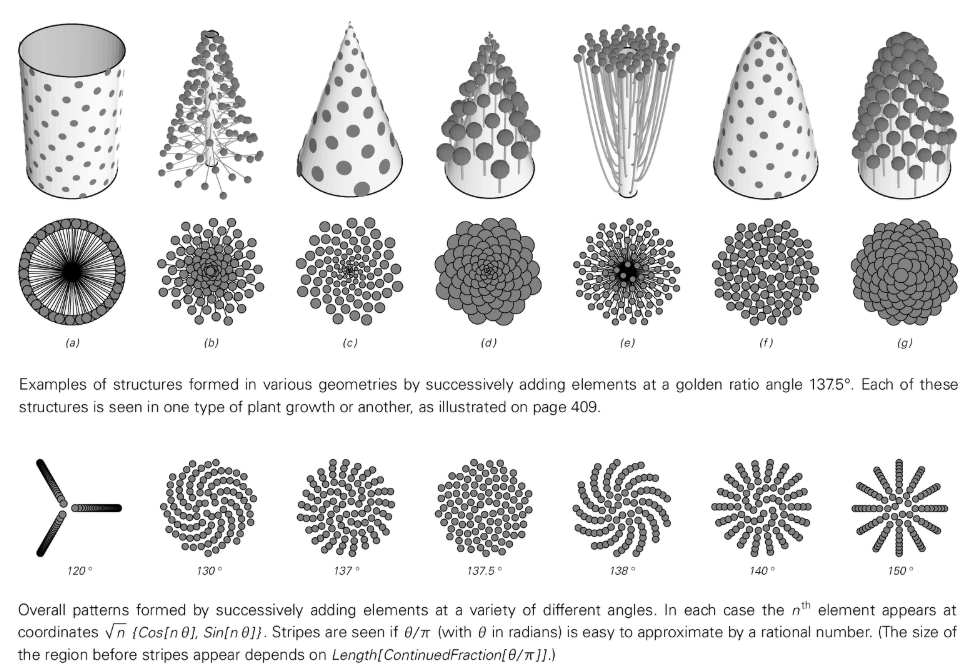 (a) (b) (c) (d) (e) (f) (g)
Examples of structures formed in various geometries by successively adding elements at a golden ratio angle 137.5°. Each of these
structures is seen in one type of plant growth or another, as illustrated on page 409.
120° 130° 137° 137.5° 138° 140° 150°
Overall patterns formed by successively adding elements at a variety of different angles. In each case the nth element appears at
coordinates √n {Cos[n θ], Sin[n θ]}. Stripes are seen if θ/π (with θ in radians) is easy to approximate by a rational number. (The size of
the region before stripes appear depends on Length[ContinuedFraction[θ/π]].)